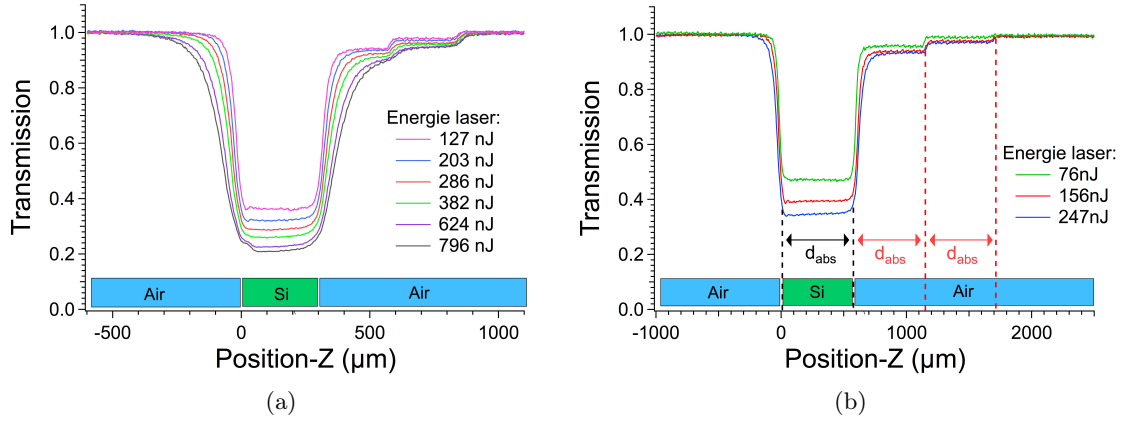 Transmission
1.0
0.8
0.6
0.4
0.2
0.0
Energie laser:
127 nJ
203 nJ
286 nJ
382 nJ
624 nJ
796 nJ
Air
Si
Air
-500
0
500
1000
Position-Z (µm)
(a)
Transmission
1.0
0.8
0.6
0.4
0.2
0.0
Energie laser:
76nJ
156nJ
247nJ
dabs
dabs
dabs
Air
Si
Air
-1000
0
1000
2000
Position-Z (µm)
(b)